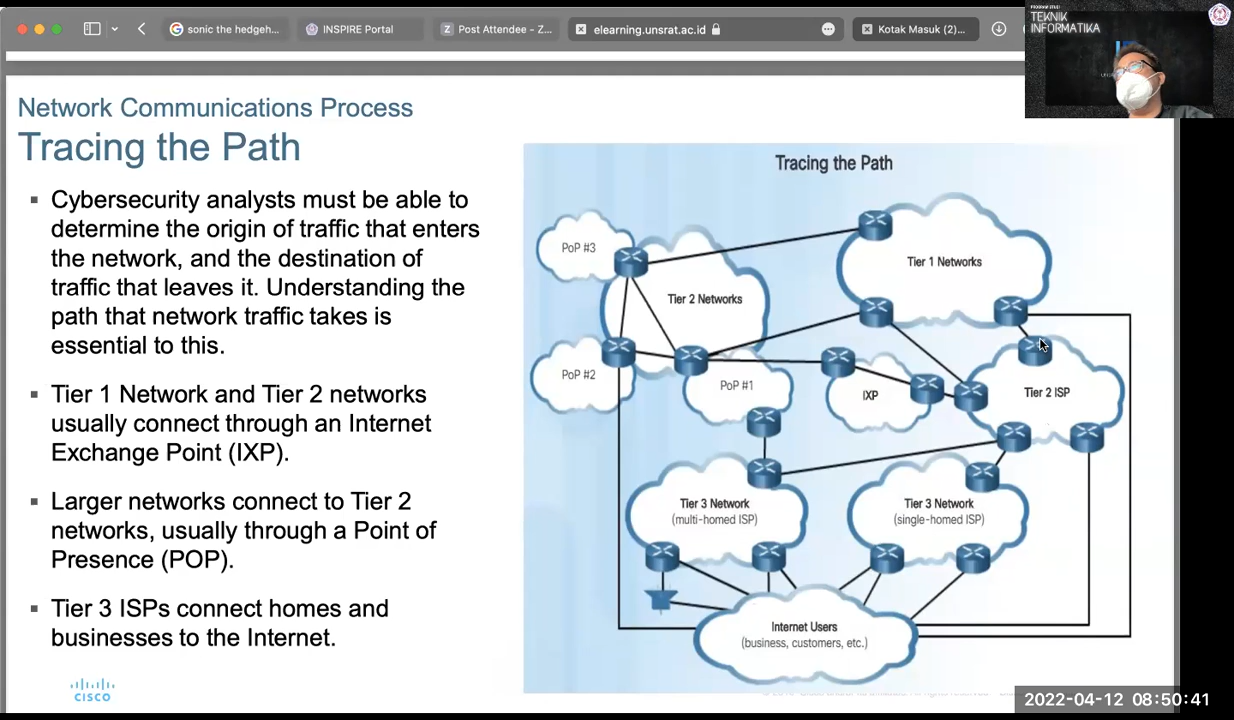 sonic the hedgeh...
INSPIRE Portal
Z Post Attendee - Z...
elearning.unsrat.ac.id
Kotak Masuk (2)...
TEKNIK
INFORMATIKA
Network Communications Process
Tracing the Path
Cybersecurity analysts must be able to
determine the origin of traffic that enters
the network, and the destination of
traffic that leaves it. Understanding the
path that network traffic takes is
essential to this.
Tier 1 Network and Tier 2 networks
usually connect through an Internet
Exchange Point (IXP).
Larger networks connect to Tier 2
networks, usually through a Point of
Presence (POP).
Tier 3 ISPs connect homes and
businesses to the Internet.
CISCO
Tracing the Path
PoP #3
Tier 1 Networks
Tier 2 Networks
PoP #2
PoP #1
IXP
Tier 2 ISP
Tier 3 Network
(multi-homed ISP)
Tier 3 Network
(single-homed ISP)
Internet Users
(business, customers, etc.)
2022-04-12 08:50:41